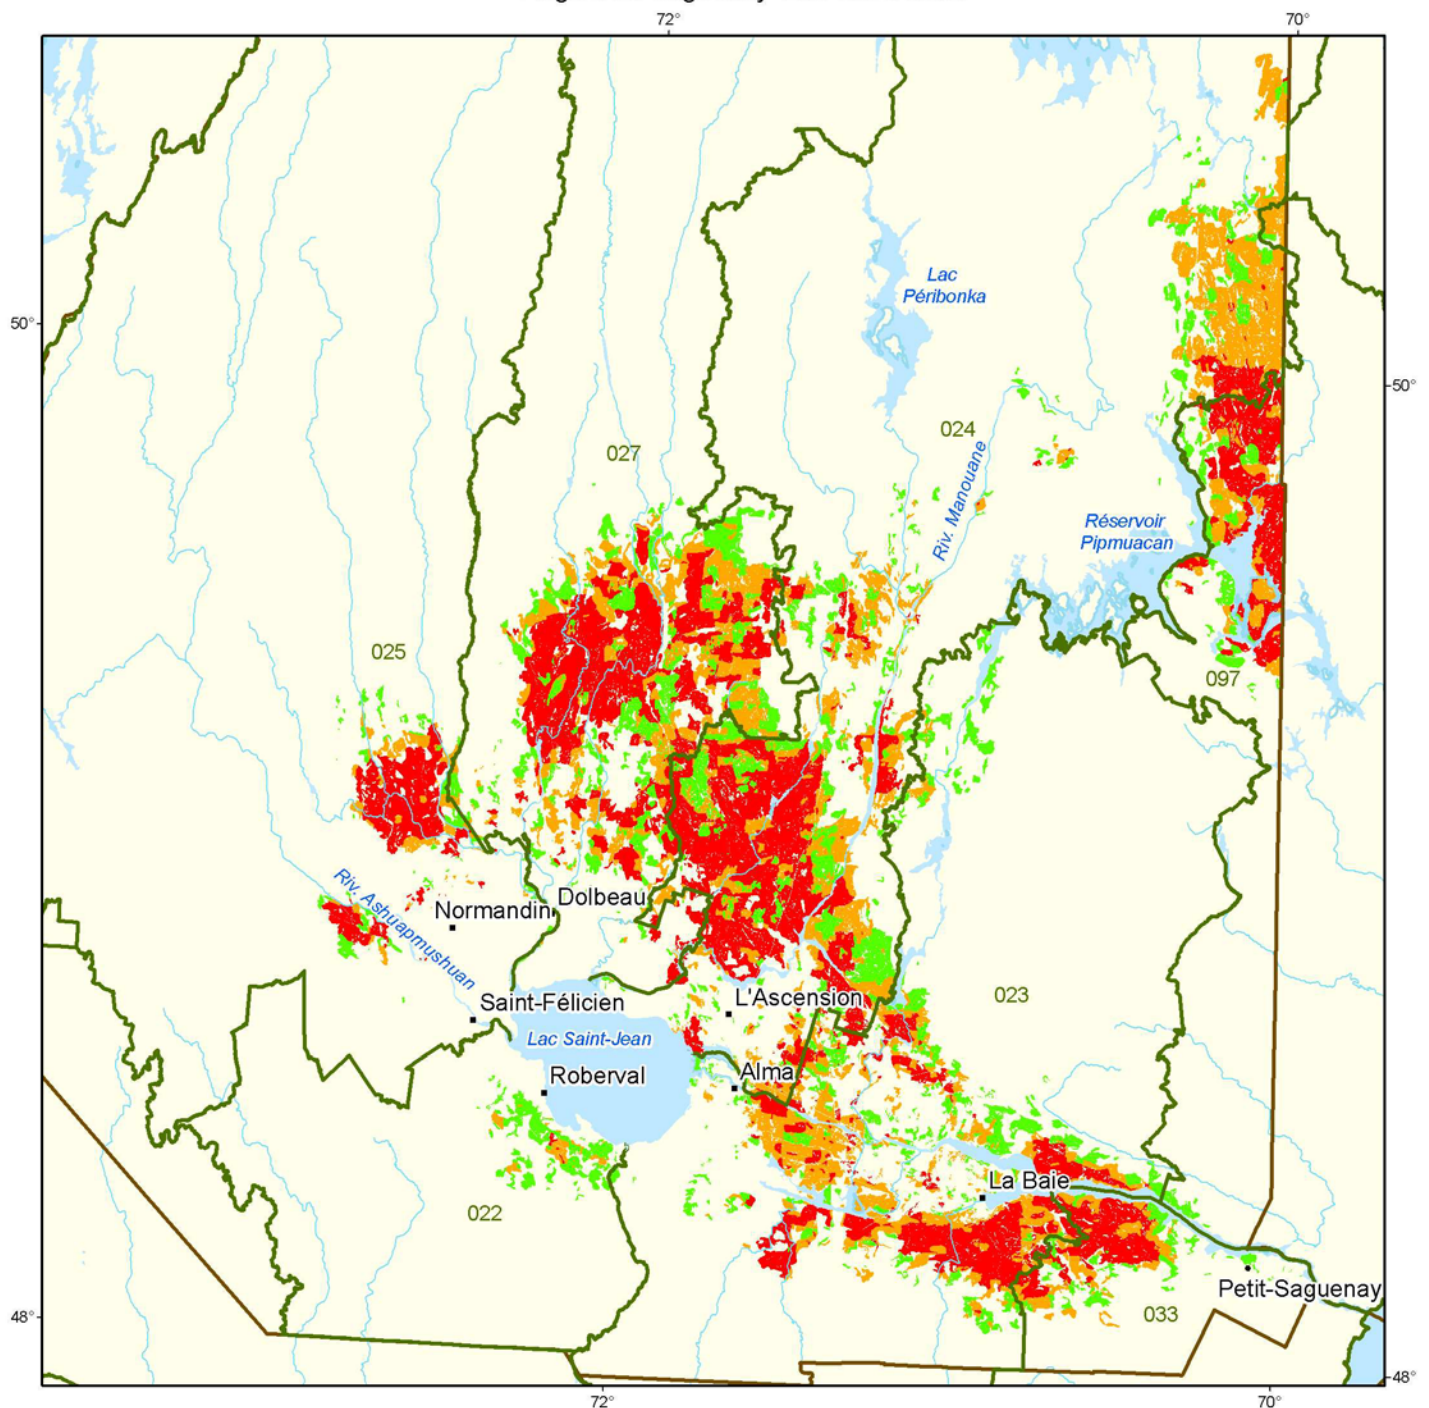 72°
70°
Lac
Péribonka
50°
50°
024
027
Riv. Manouane
Réservoir
Pipmuacan
025
097
Riv. Ashuapmushuan
Dolbeau
Normandin
Saint-Félicien
L'Ascension
023
Lac Saint-Jean
Roberval
Alma
La Baie
022
Petit-Saguenay
033
48°
48°
72°
70°